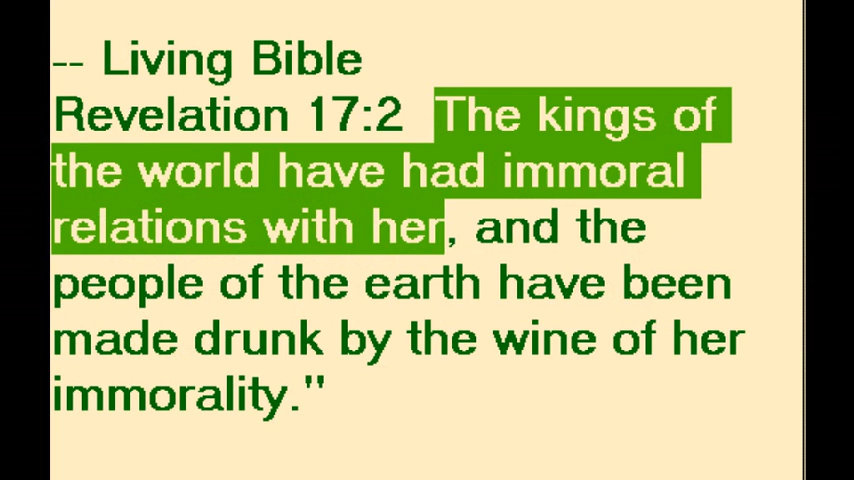 -- Living Bible
Revelation 17:2 The kings of
the world have had immoral
relations with her, and the
people of the earth have been
made drunk by the wine of her
immorality."